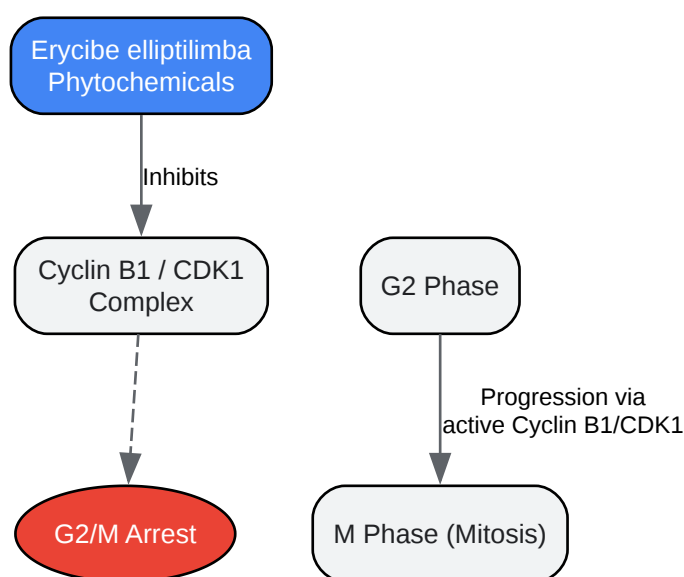 Erycibe elliptilimba
Phytochemicals
Inhibits
Cyclin B1 / CDK1
Complex
G2 Phase
Progression via
active Cyclin B1/CDK1
G2/M Arrest
M Phase (Mitosis)